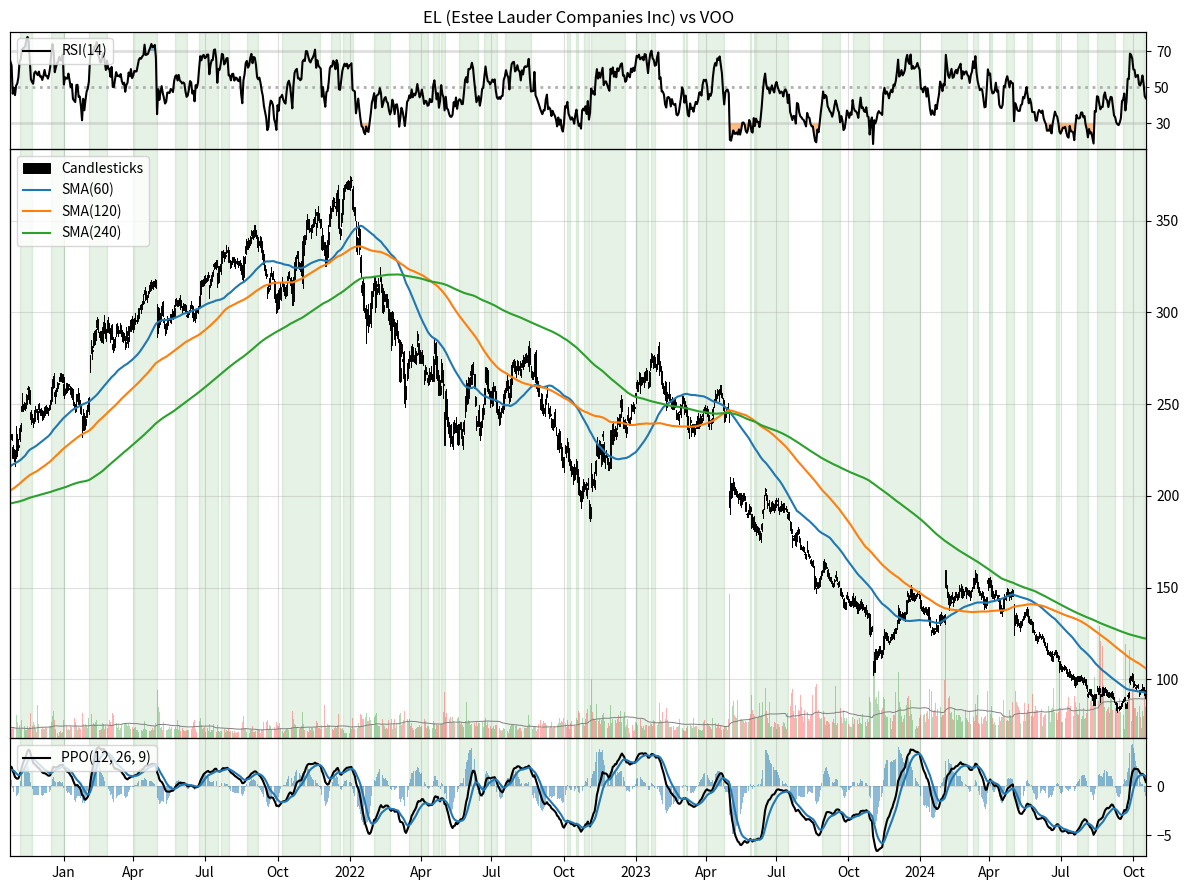 EL (Estee Lauder Companies Inc) vs VOO
RSI(14)
70
50
30
Candlesticks
SMA(60)
SMA(120)
SMA(240)
350
300
250
200
150
100
PPO(12, 26, 9)
0
−5
Jan Apr Jul Oct 2022 Apr Jul Oct 2023 Apr Jul Oct 2024 Apr Jul Oct